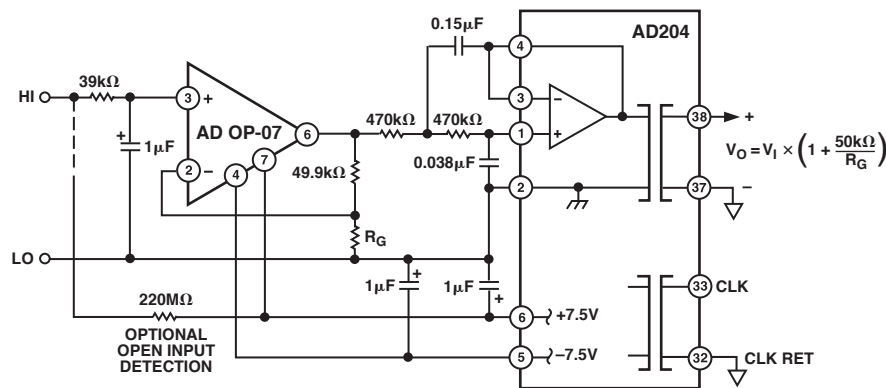 0.15µF
AD204
HI
39kΩ
3
+
AD OP-07
6
1µF
+
2
–
4
7
470kΩ
470kΩ
4
3
–
1
+
38
+
V_O = V_I × (1 + 50kΩ/R_G)
49.9kΩ
0.038µF
2
37
–
R_G
LO
1µF
+
1µF
+
33
CLK
220MΩ
6
+7.5V
OPTIONAL
OPEN INPUT
DETECTION
5
–7.5V
32
CLK RET